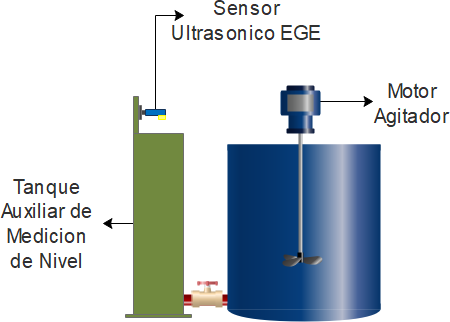 Sensor
Ultrasonico EGE
Motor
Agitador
Tanque
Auxiliar de
Medicion
de Nivel